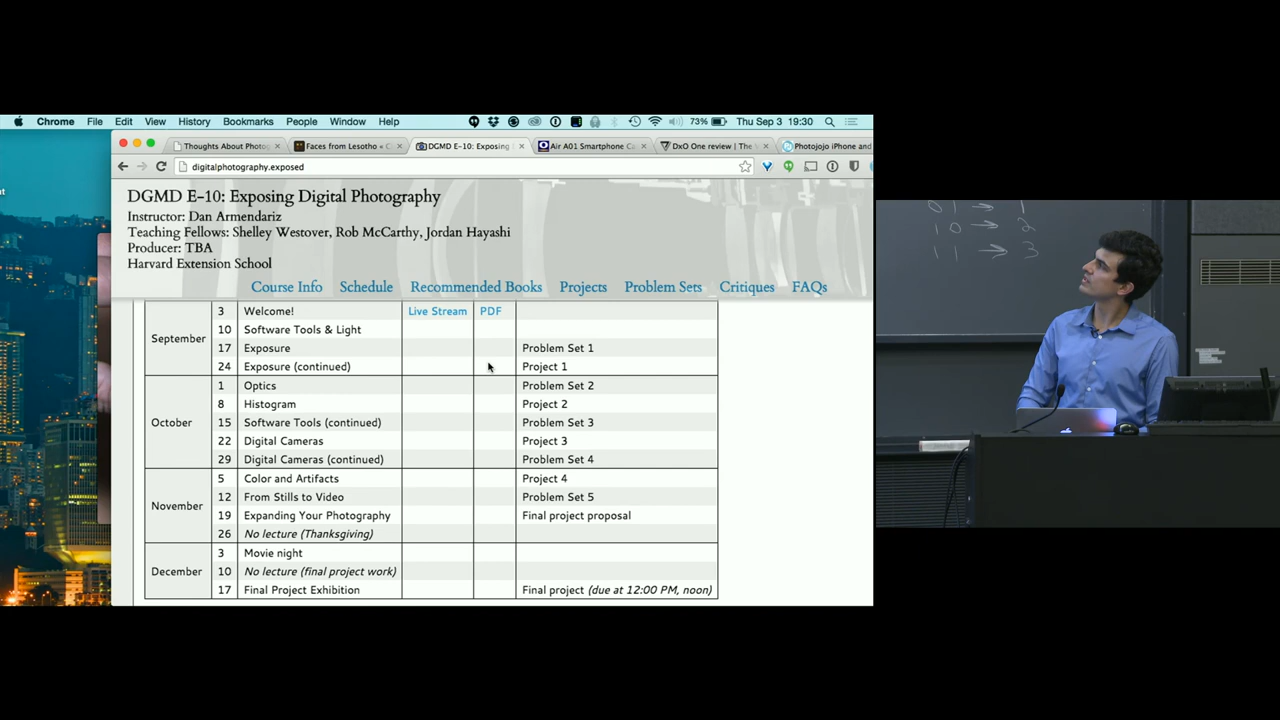 Chrome File Edit View History Bookmarks People Window Help 73% Thu Sep 3 19:30
Thoughts About Photog
Faces from Lesotho « C
DGMD E-10: Exposing
Air A01 Smartphone Ca
DxO One review | The
Photojojo iPhone and
digitalphotography.exposed
DGMD E-10: Exposing Digital Photography
Instructor: Dan Armendariz
Teaching Fellows: Shelley Westover, Rob McCarthy, Jordan Hayashi
Producer: TBA
Harvard Extension School
Course Info Schedule Recommended Books Projects Problem Sets Critiques FAQs
September
3 Welcome! Live Stream PDF
10 Software Tools & Light
17 Exposure Problem Set 1
24 Exposure (continued) Project 1
October
1 Optics Problem Set 2
8 Histogram Project 2
15 Software Tools (continued) Problem Set 3
22 Digital Cameras Project 3
29 Digital Cameras (continued) Problem Set 4
November
5 Color and Artifacts Project 4
12 From Stills to Video Problem Set 5
19 Expanding Your Photography Final project proposal
26 No lecture (Thanksgiving)
December
3 Movie night
10 No lecture (final project work)
17 Final Project Exhibition Final project (due at 12:00 PM, noon)
01 → 1
10 → 2
11 → 3